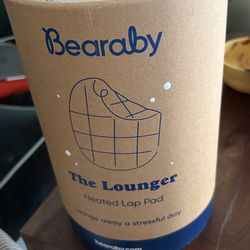 Bearaby
The Lounger
Heated Lap Pad
Lounge away a stressful day
bearaby.com